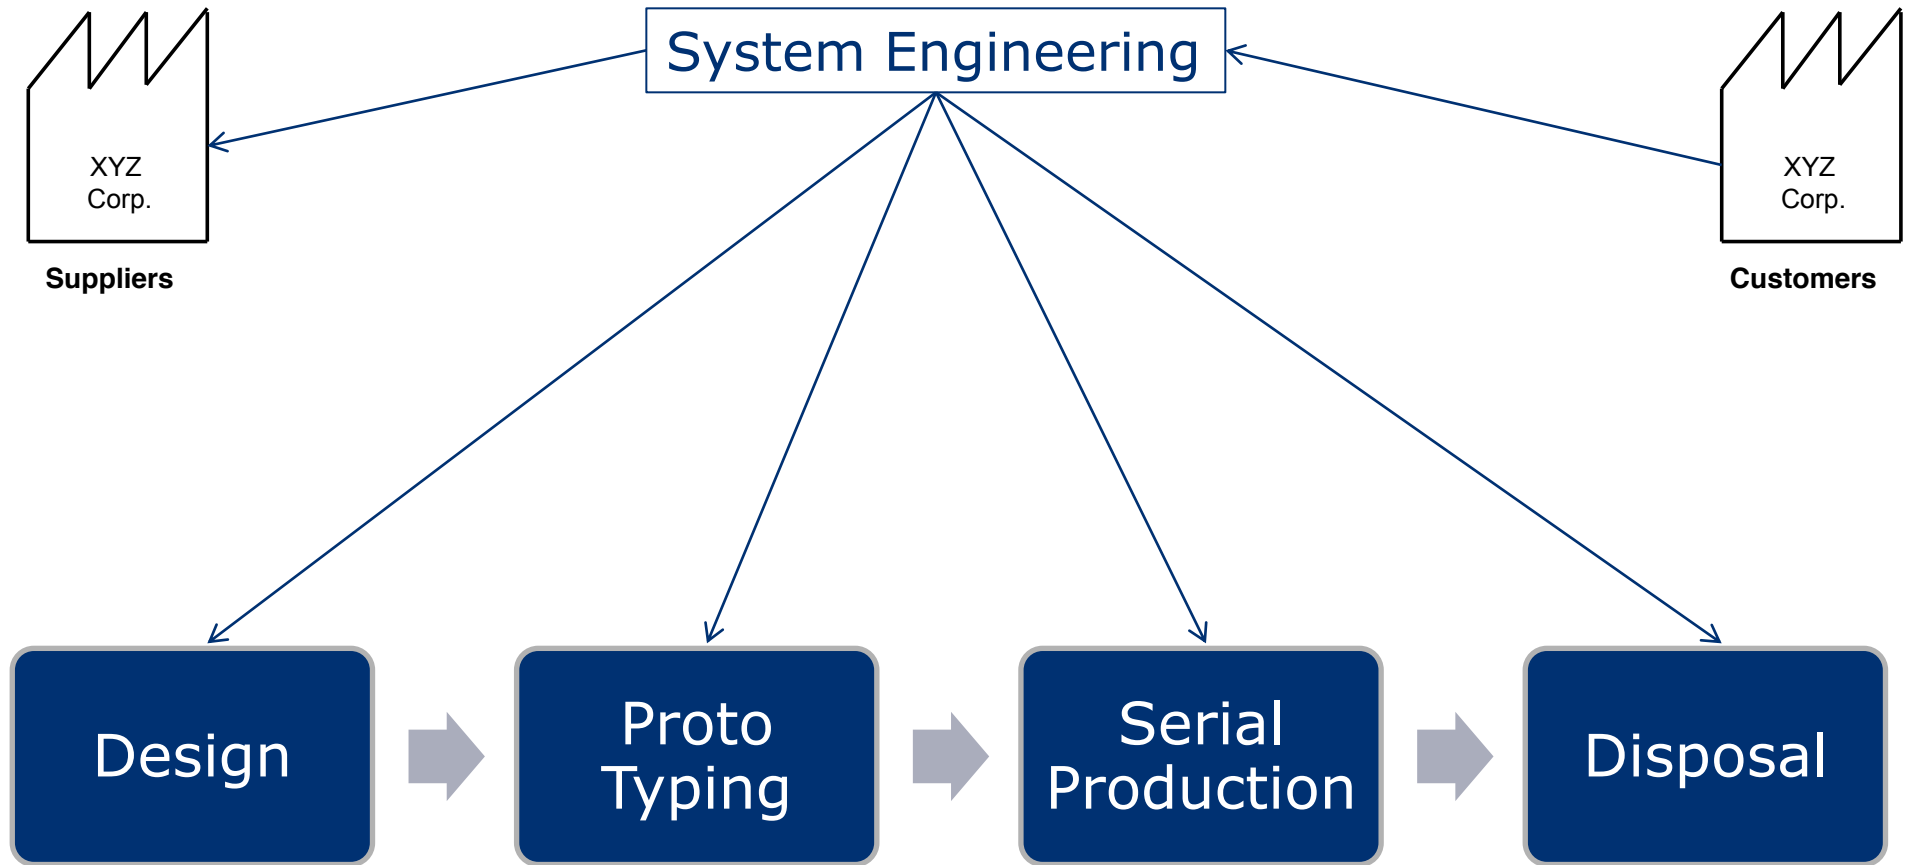 System Engineering
XYZ
Corp.
Suppliers
XYZ
Corp.
Customers
Design
Proto
Typing
Serial
Production
Disposal